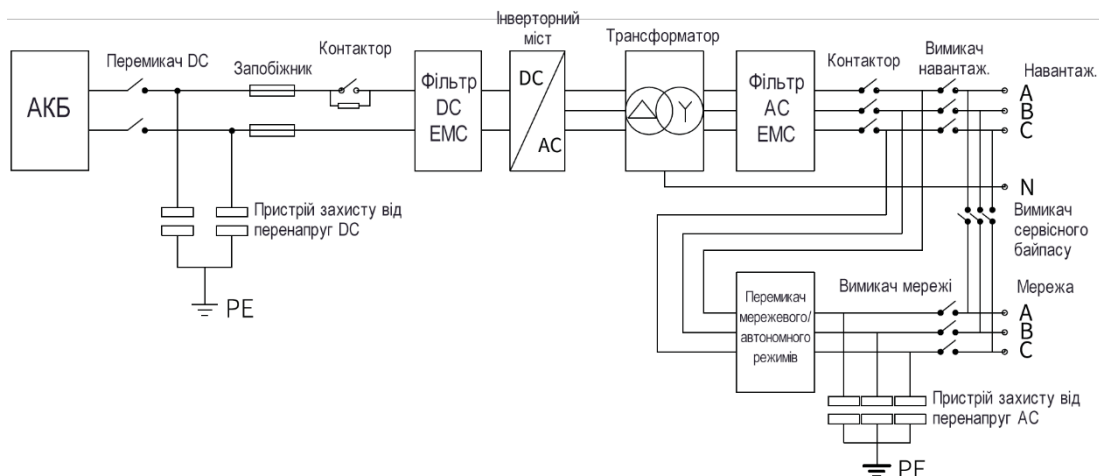 Інверторний
міст
Трансформатор
Перемикач DC
Контактор
Запобіжник
Контактор
Вимикач
навантаж.
Навантаж.
АКБ
Фільтр
DC
EMC
DC
AC
Фільтр
AC
EMC
A
B
C
N
Пристрій захисту від
перенапруг DC
PE
Вимикач
сервісного
байпасу
Перемикач
мережевого/
автономного
режимів
Вимикач мережі
Мережа
A
B
C
Пристрій захисту від
перенапруг AC
PE